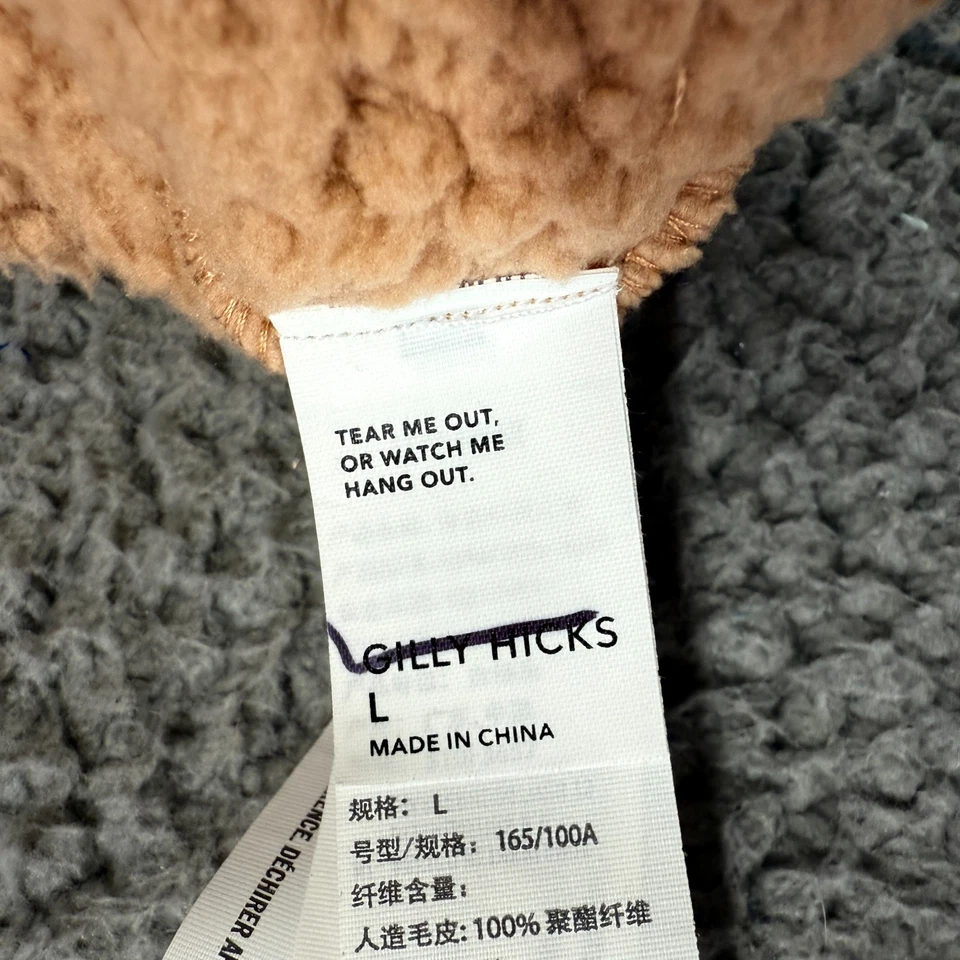 TEAR ME OUT,
OR WATCH ME
HANG OUT.
GILLY HICKS
L
MADE IN CHINA
规格: L
号型/规格: 165/100A
纤维含量:
人造毛皮: 100% 聚酯纤维
DÉCHIRER